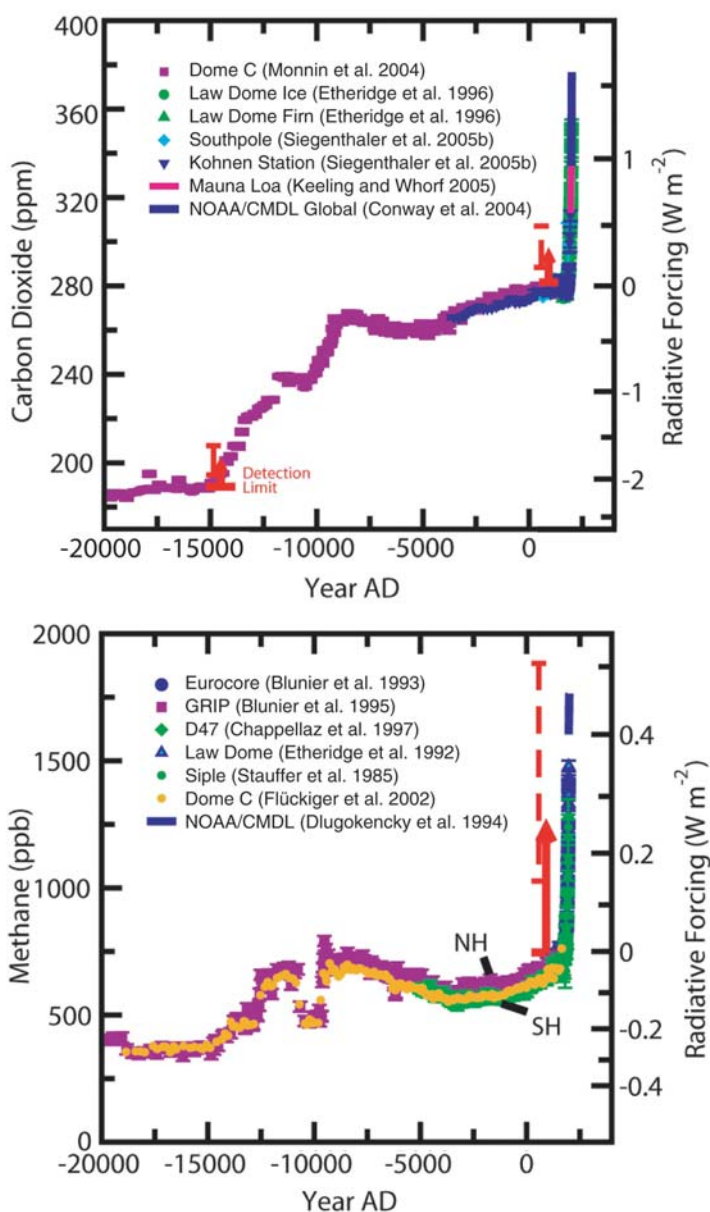 400
360
320
280
240
200
Carbon Dioxide (ppm)
Dome C (Monnin et al. 2004)
Law Dome Ice (Etheridge et al. 1996)
Law Dome Firn (Etheridge et al. 1996)
Southpole (Siegenthaler et al. 2005b)
Kohnen Station (Siegenthaler et al. 2005b)
Mauna Loa (Keeling and Whorf 2005)
NOAA/CMDL Global (Conway et al. 2004)
Detection
Limit
1
0
-1
-2
Radiative Forcing (W m-2)
-20000 -15000 -10000 -5000 0
Year AD
2000
1500
1000
500
0
Methane (ppb)
Eurocore (Blunier et al. 1993)
GRIP (Blunier et al. 1995)
D47 (Chappellaz et al. 1997)
Law Dome (Etheridge et al. 1992)
Siple (Stauffer et al. 1985)
Dome C (Flückiger et al. 2002)
NOAA/CMDL (Dlugokencky et al. 1994)
NH
SH
0.4
0.2
0
-0.2
-0.4
Radiative Forcing (W m-2)
-20000 -15000 -10000 -5000 0
Year AD